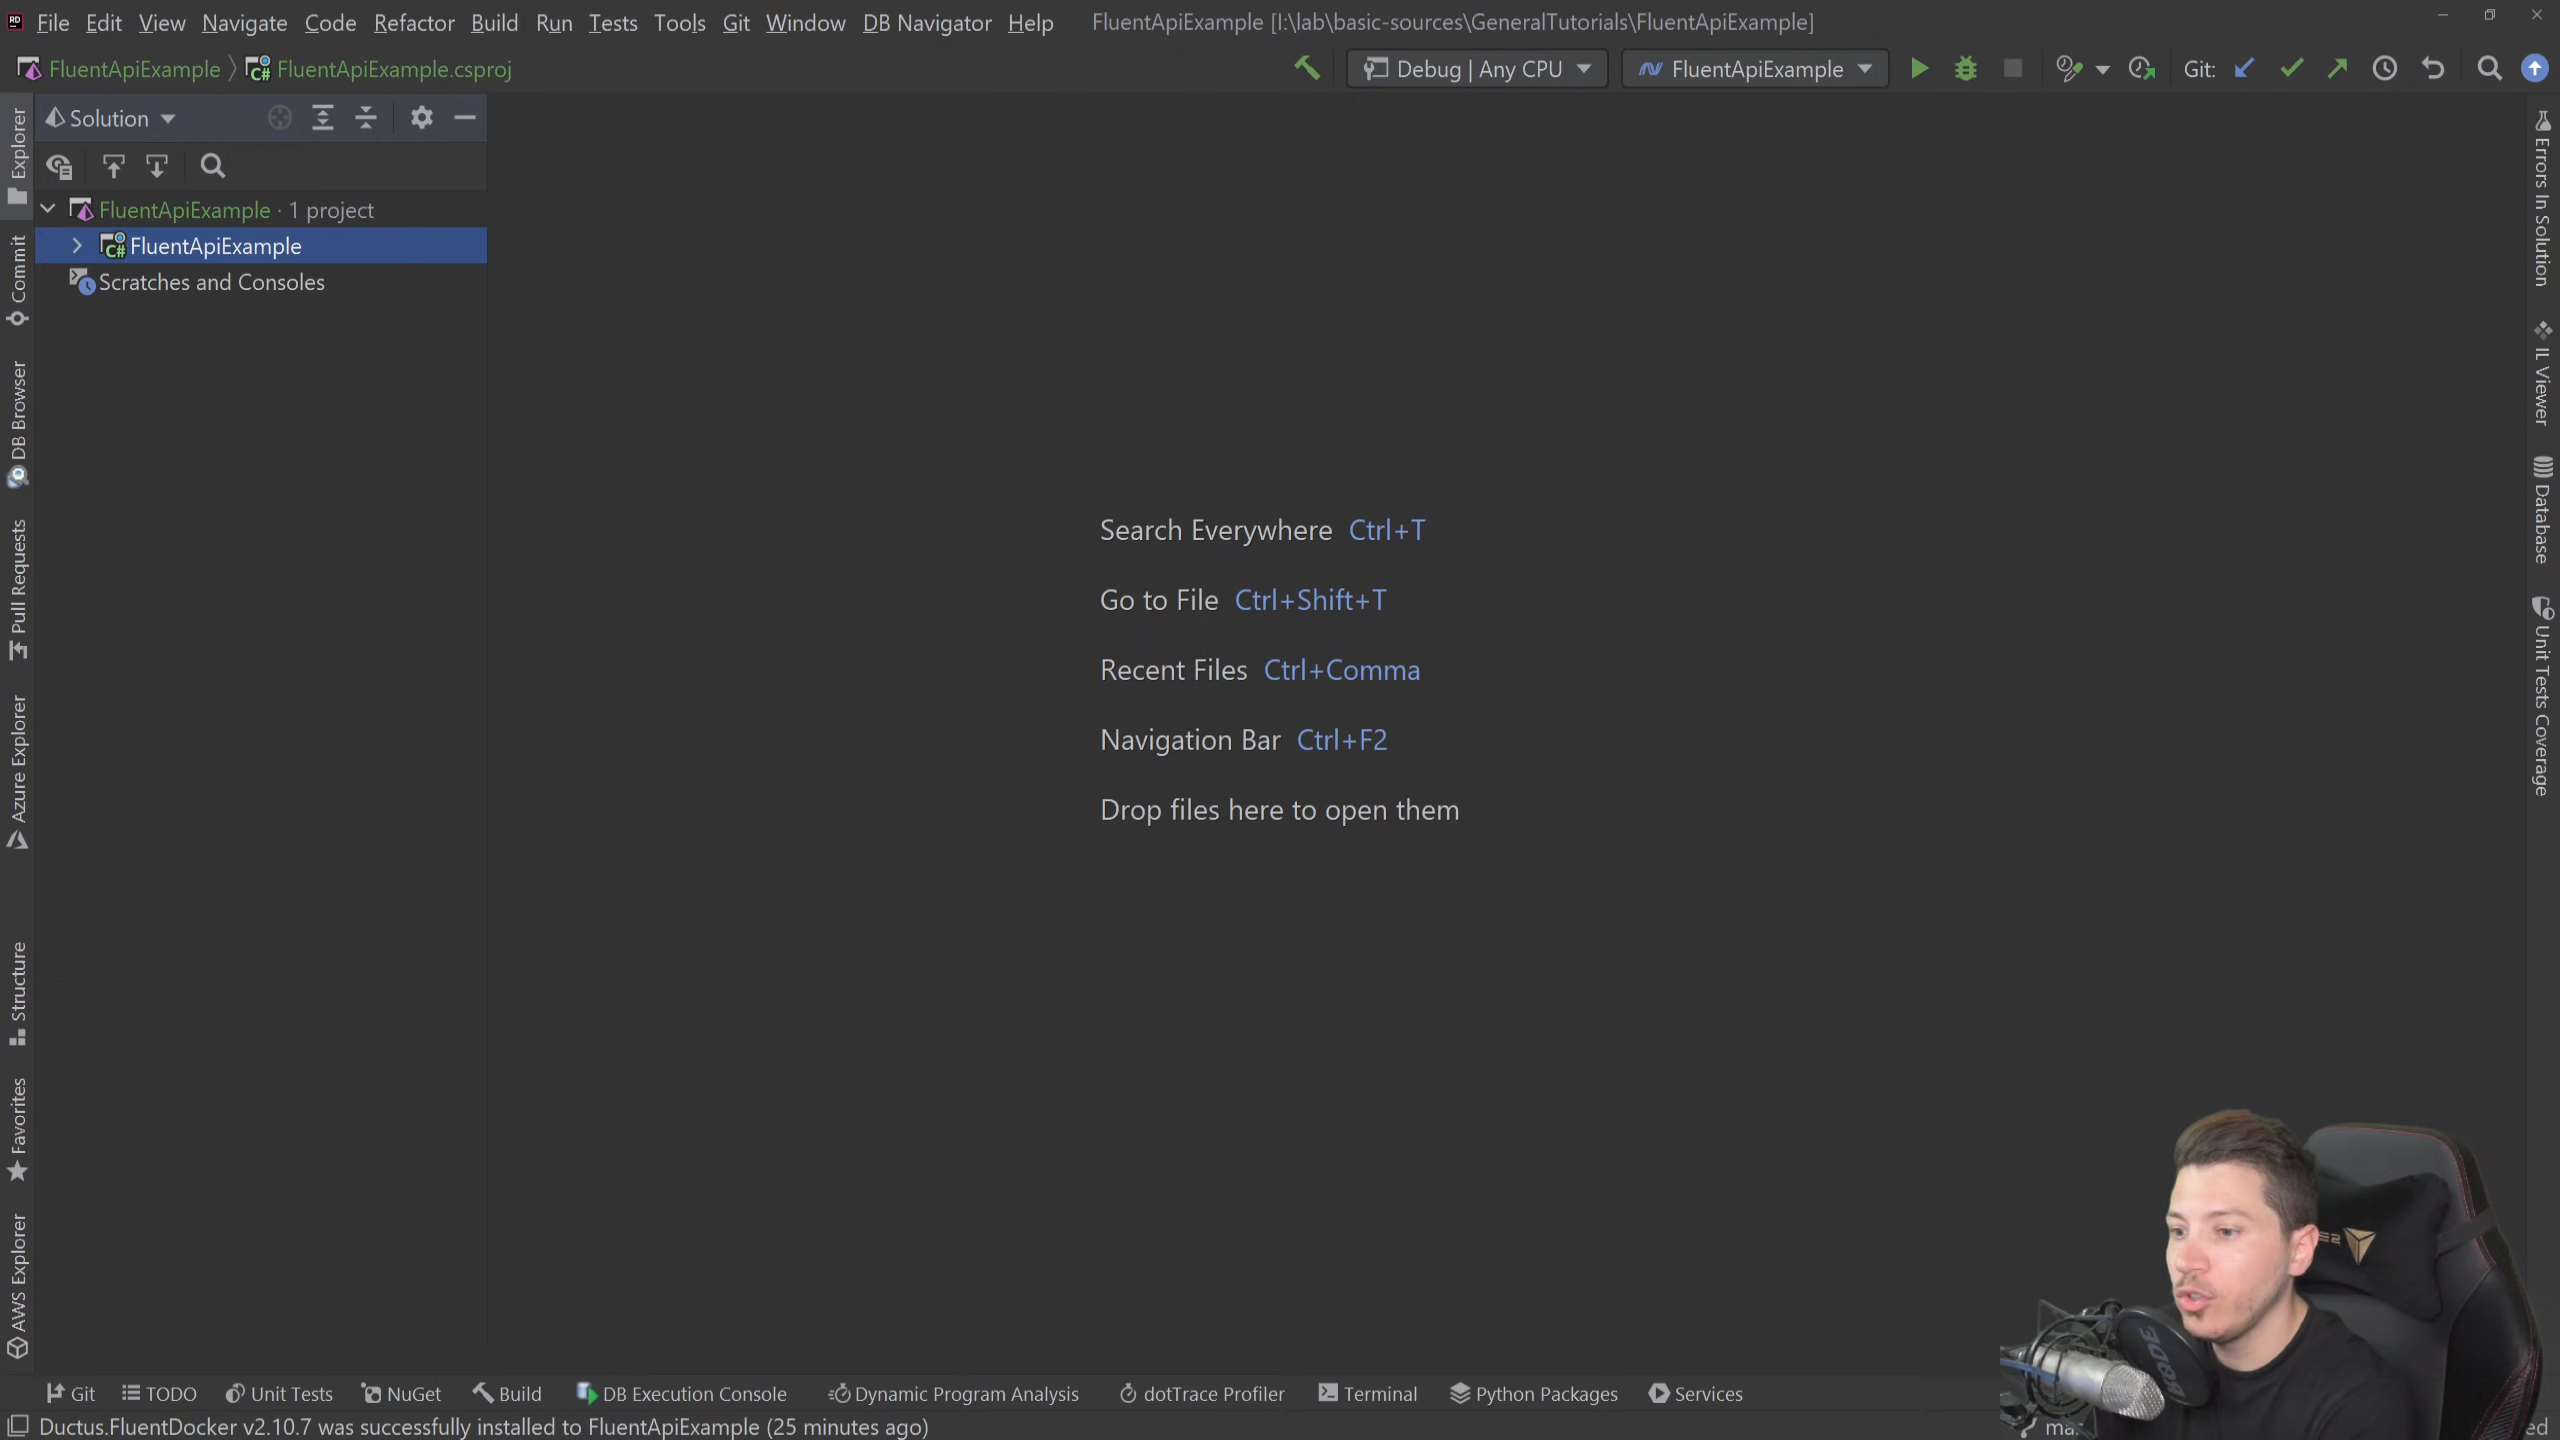 File Edit View Navigate Code Refactor Build Run Tests Tools Git Window DB Navigator Help FluentApiExample [I:\lab\basic-sources\GeneralTutorials\FluentApiExample]
FluentApiExample FluentApiExample.csproj Debug | Any CPU FluentApiExample Git:
Solution
FluentApiExample · 1 project
FluentApiExample
Scratches and Consoles
Explorer
Commit
DB Browser
Pull Requests
Azure Explorer
Structure
Favorites
AWS Explorer
Search Everywhere Ctrl+T
Go to File Ctrl+Shift+T
Recent Files Ctrl+Comma
Navigation Bar Ctrl+F2
Drop files here to open them
Errors In Solution
IL Viewer
Database
Unit Tests Coverage
RODE
Git TODO Unit Tests NuGet Build DB Execution Console Dynamic Program Analysis dotTrace Profiler Terminal Python Packages Services
Ductus.FluentDocker v2.10.7 was successfully installed to FluentApiExample (25 minutes ago)